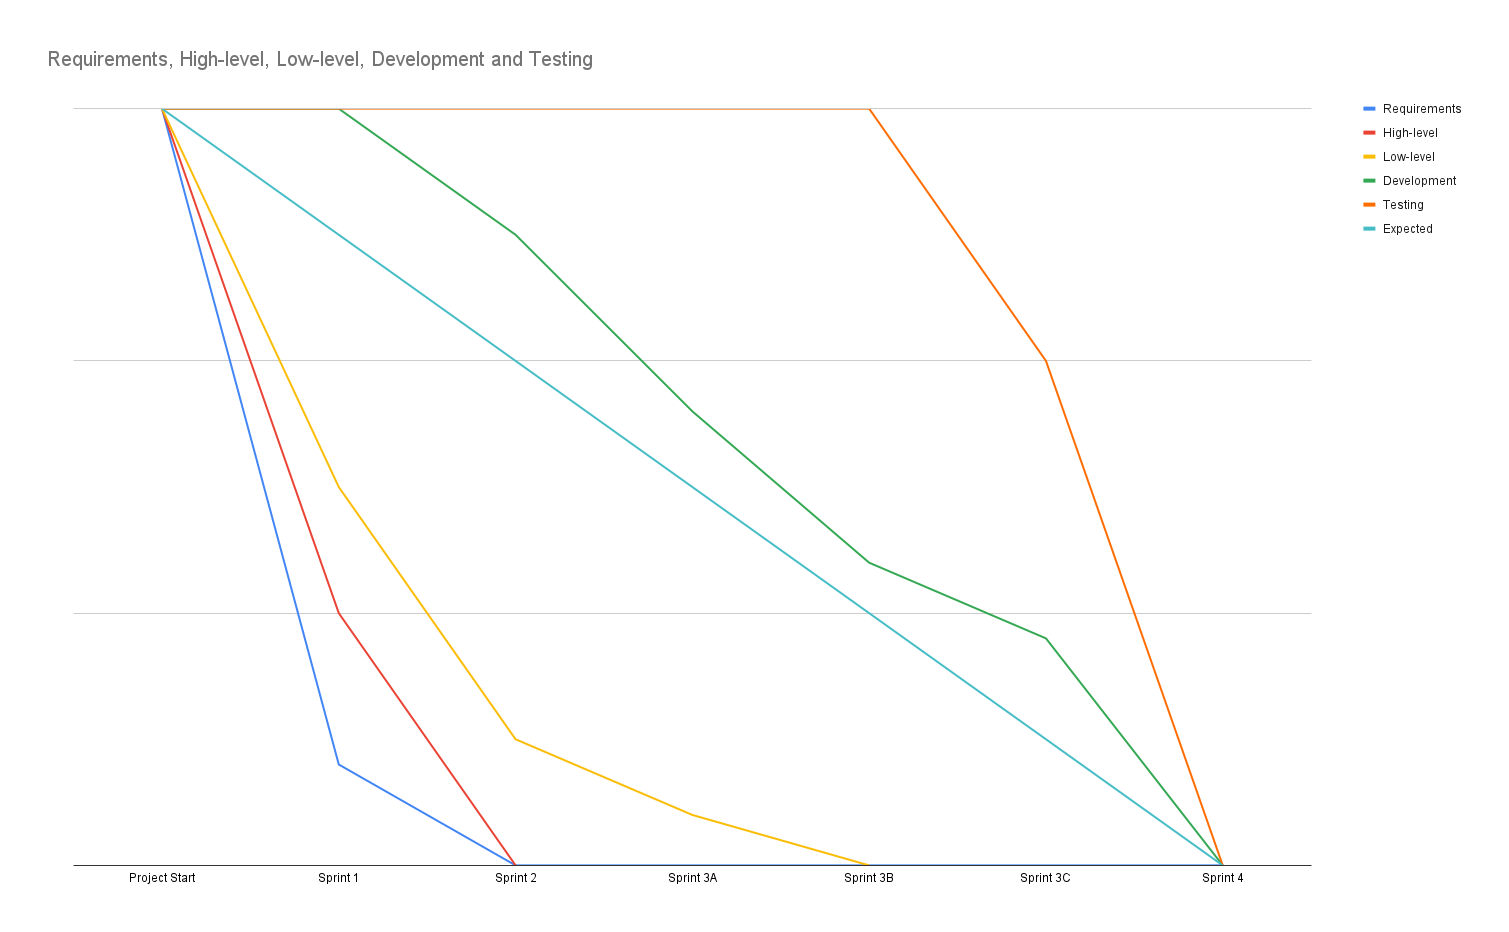 Requirements, High-level, Low-level, Development and Testing
Requirements
High-level
Low-level
Development
Testing
Expected
Project Start
Sprint 1
Sprint 2
Sprint 3A
Sprint 3B
Sprint 3C
Sprint 4